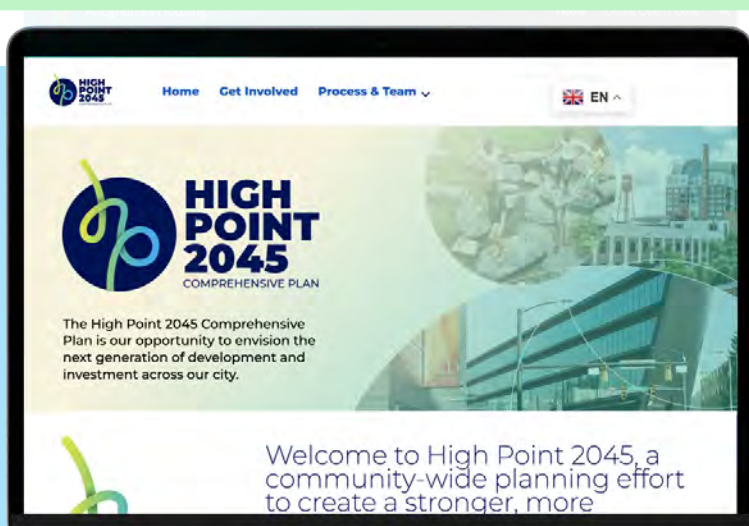 HIGH
POINT
2045
Home Get Involved Process & Team
EN
HIGH
POINT
2045
COMPREHENSIVE PLAN
The High Point 2045 Comprehensive
Plan is our opportunity to envision the
next generation of development and
investment across our city.
Welcome to High Point 2045, a
community-wide planning effort
to create a stronger, more